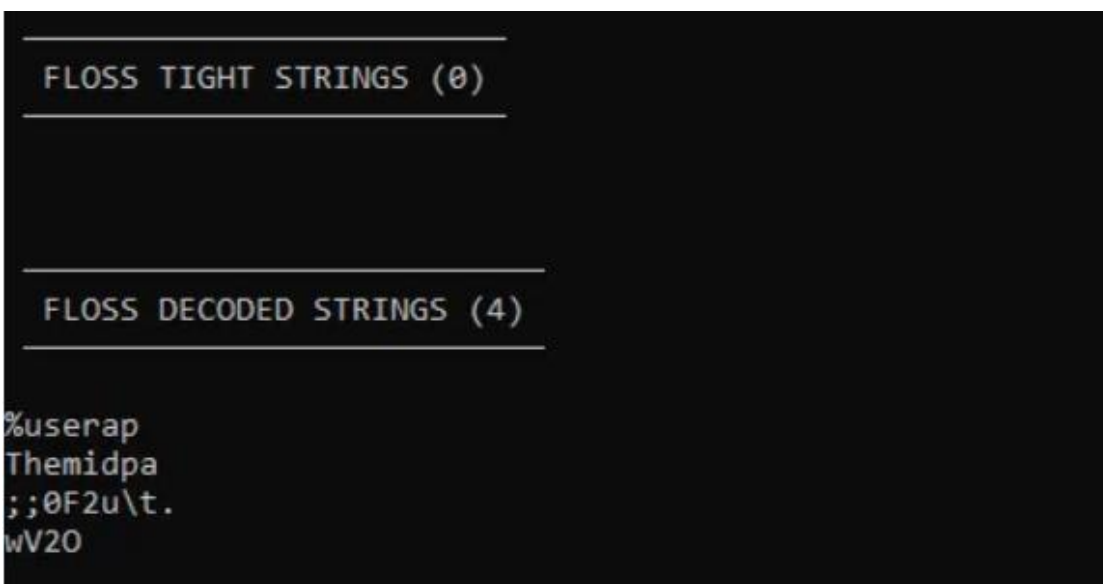 FLOSS TIGHT STRINGS (0)
FLOSS DECODED STRINGS (4)
%userap
Themidpa
;;0F2u\t.
wV2O